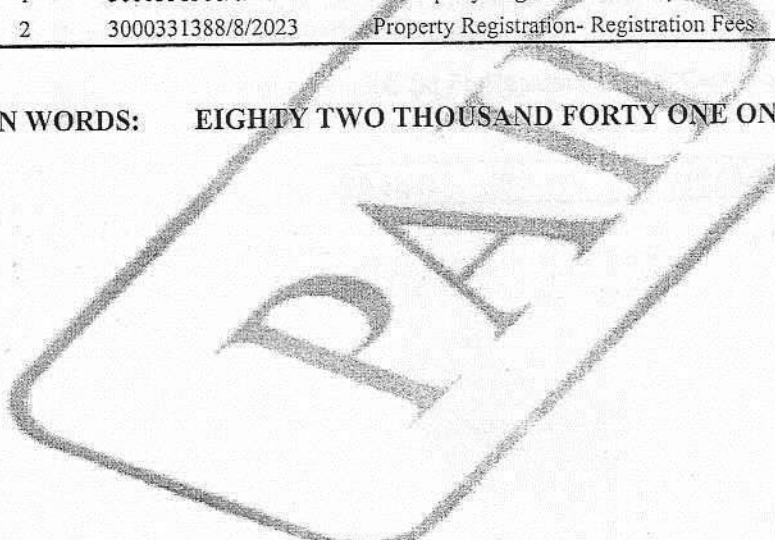 2 3000331388/8/2023 Property Registration- Registration Fees
N WORDS: EIGHTY TWO THOUSAND FORTY ONE ON
PAID